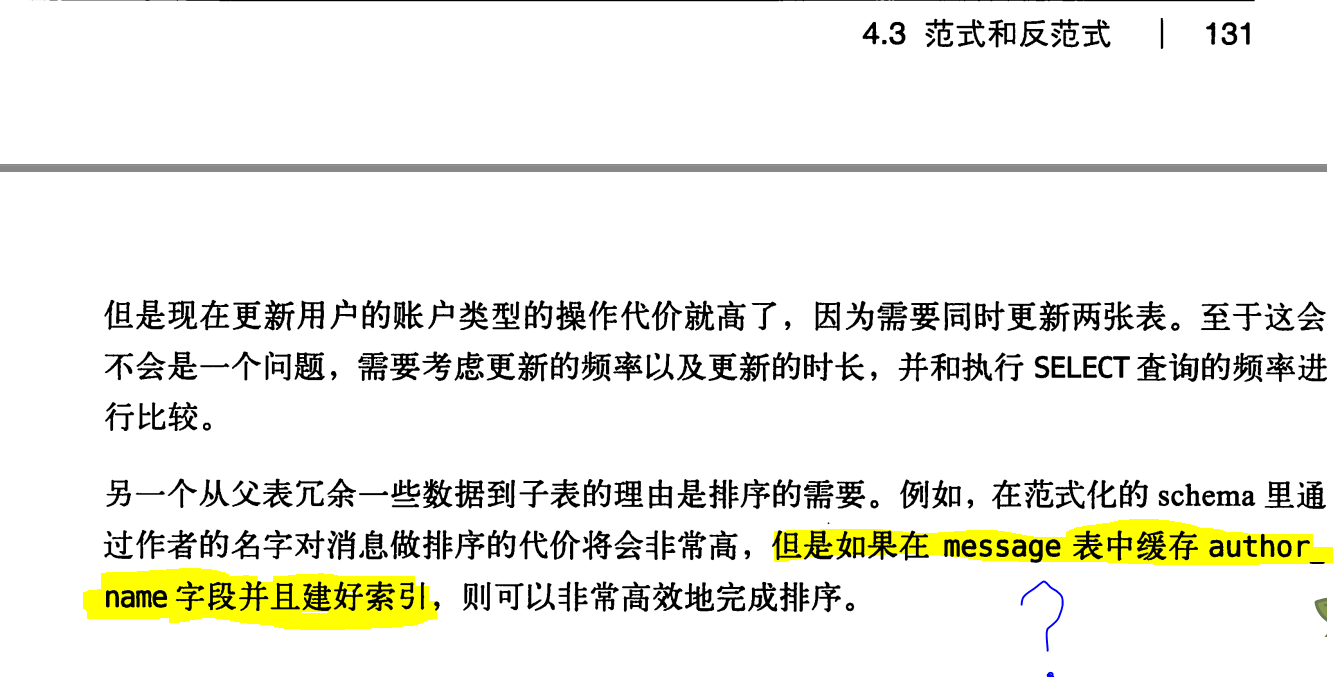 4.3 范式和反范式 | 131
但是现在更新用户的账户类型的操作代价就高了，因为需要同时更新两张表。至于这会
不会是一个问题，需要考虑更新的频率以及更新的时长，并和执行 SELECT 查询的频率进
行比较。
另一个从父表冗余一些数据到子表的理由是排序的需要。例如，在范式化的 schema 里通
过作者的名字对消息做排序的代价将会非常高，但是如果在 message 表中缓存 author_
name 字段并且建好索引，则可以非常高效地完成排序。
?